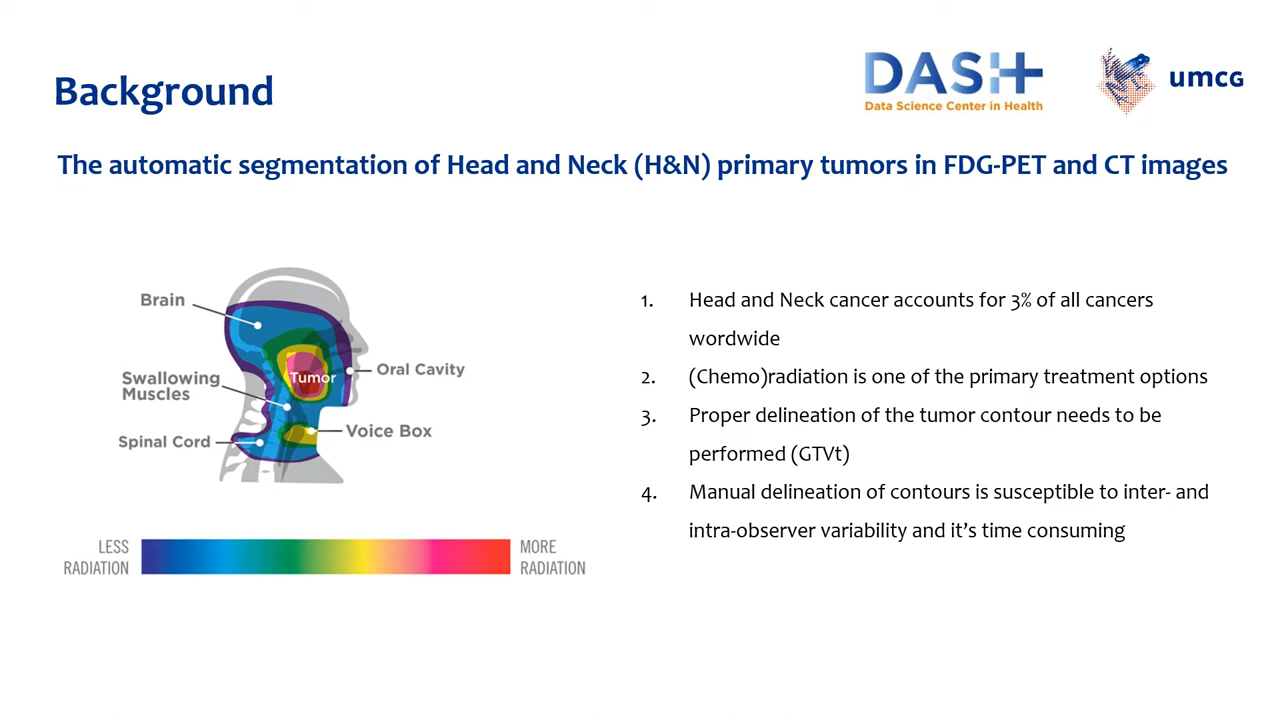 Background
DASH
Data Science Center in Health
umcG
The automatic segmentation of Head and Neck (H&N) primary tumors in FDG-PET and CT images
Brain
Swallowing
Muscles
Spinal Cord
Tumor
Oral Cavity
Voice Box
LESS
RADIATION
MORE
RADIATION
1. Head and Neck cancer accounts for 3% of all cancers
wordwide
2. (Chemo)radiation is one of the primary treatment options
3. Proper delineation of the tumor contour needs to be
performed (GTVt)
4. Manual delineation of contours is susceptible to inter- and
intra-observer variability and it's time consuming